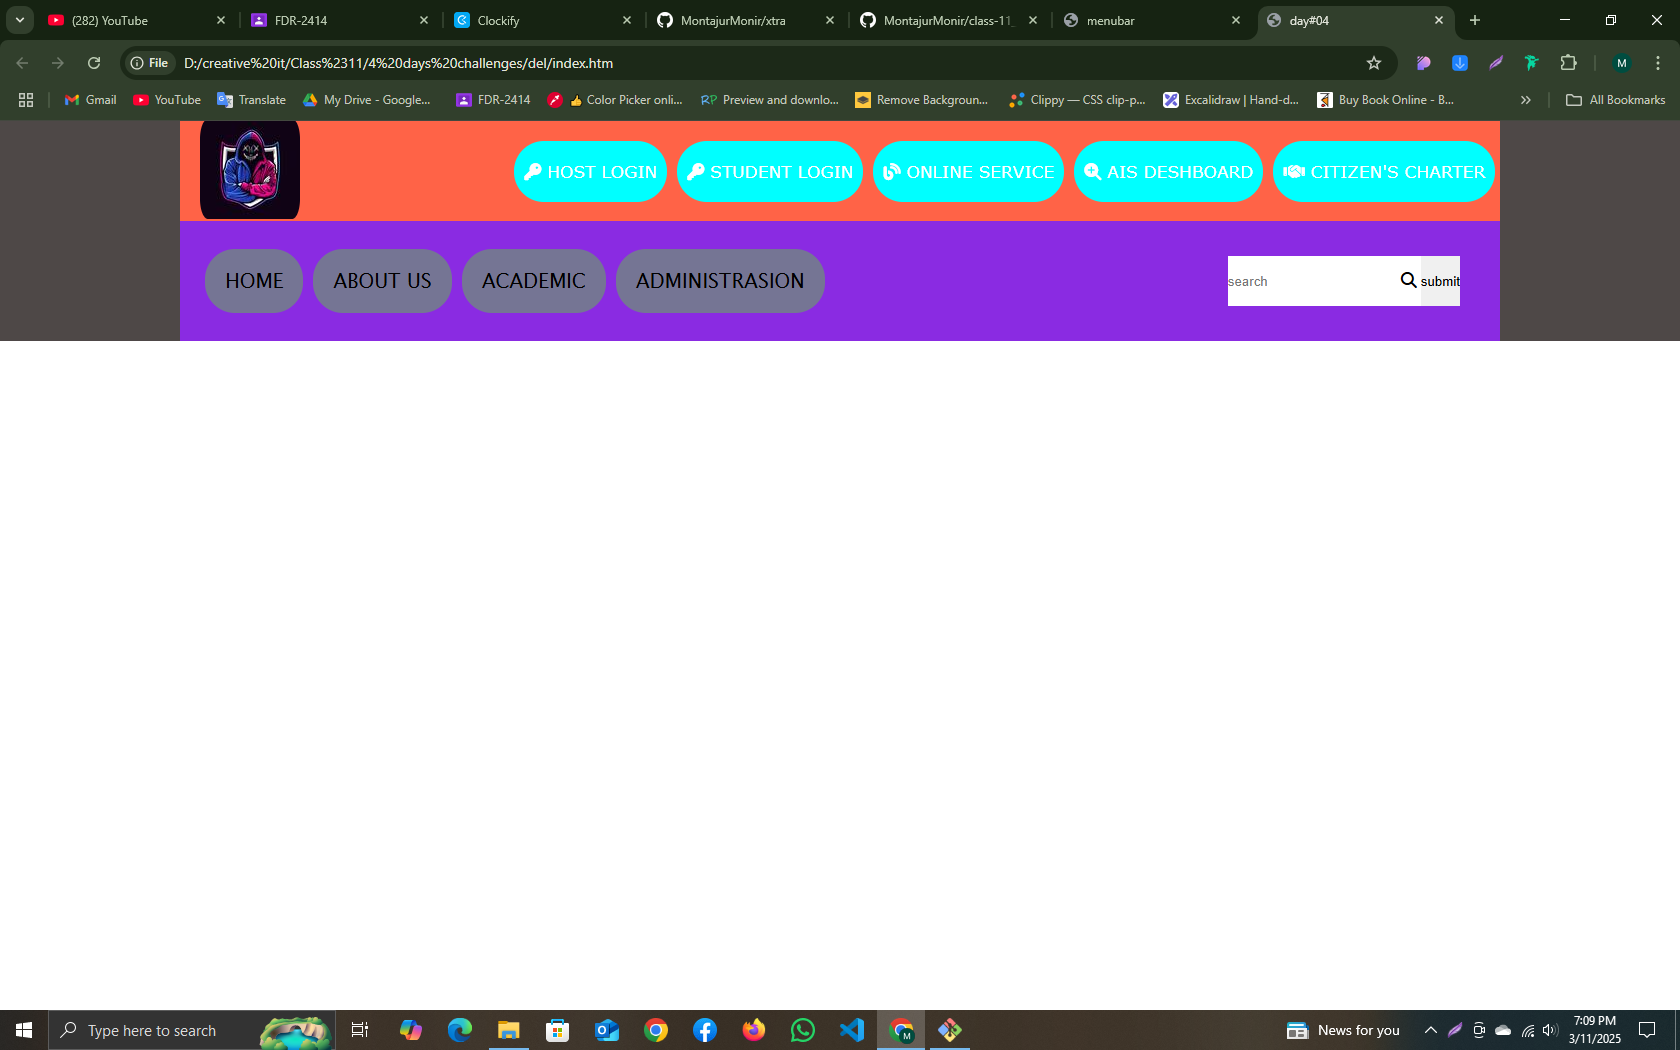 (282) YouTube
FDR-2414
Clockify
MontajurMonir/xtra
MontajurMonir/class-11_
menubar
day#04
File
D:/creative%20it/Class%2311/4%20days%20challenges/del/index.htm
M
Gmail
YouTube
Translate
My Drive - Google...
FDR-2414
Color Picker onli...
RP Preview and downlo...
Remove Backgroun...
Clippy — CSS clip-p...
Excalidraw | Hand-d...
Buy Book Online - B...
All Bookmarks
HOST LOGIN
STUDENT LOGIN
ONLINE SERVICE
AIS DESHBOARD
CITIZEN'S CHARTER
HOME
ABOUT US
ACADEMIC
ADMINISTRASION
search
submit
Type here to search
M
News for you
7:09 PM
3/11/2025